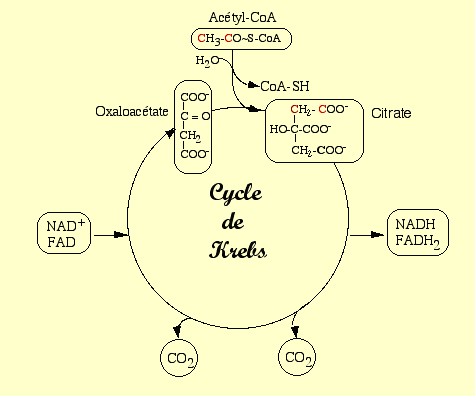 Acétyl-CoA
CH₃-CO~S-CoA
H₂O
CoA-SH
Oxaloacétate
COO⁻
C = O
CH₂
COO⁻
CH₂-COO⁻
HO-C-COO⁻
CH₂-COO⁻
Citrate
Cycle
de
Krebs
NAD⁺
FAD
NADH
FADH₂
CO₂
CO₂